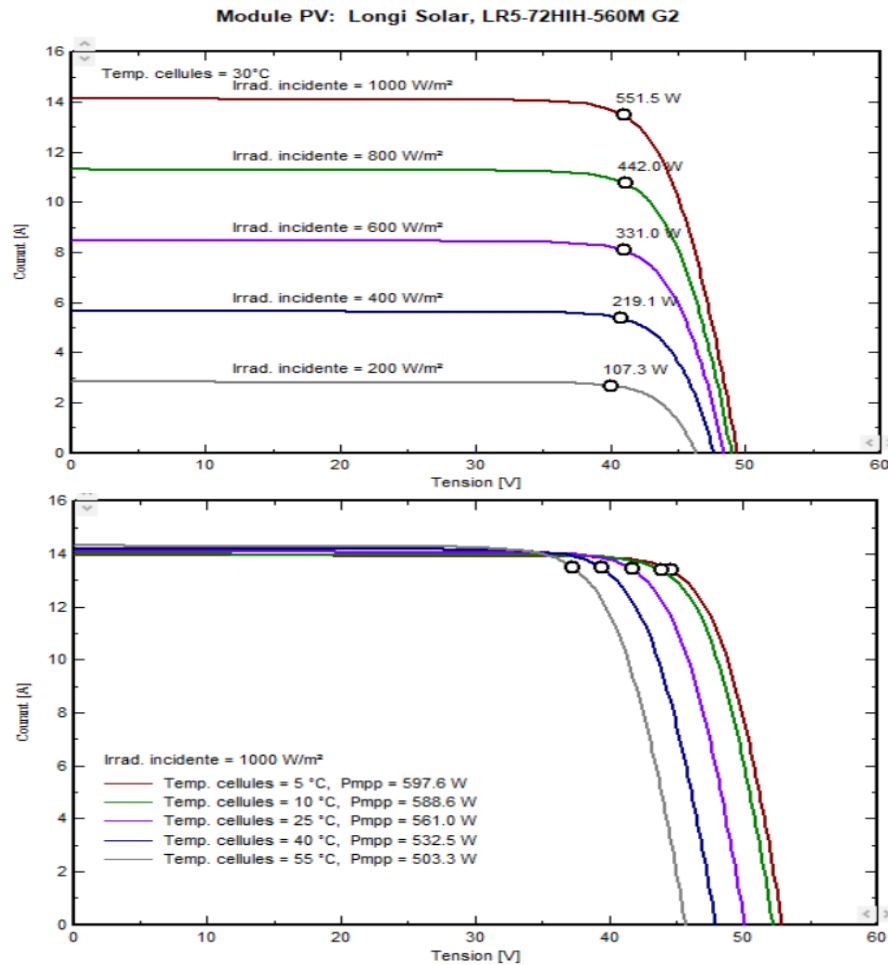 Module PV: Longi Solar, LR5-72HIH-560M G2
16
14
12
10
8
6
4
2
0
Courant [A]
Temp. cellules = 30°C
Irrad. incidente = 1000 W/m²
551.5 W
Irrad. incidente = 800 W/m²
442.0 W
Irrad. incidente = 600 W/m²
331.0 W
Irrad. incidente = 400 W/m²
219.1 W
Irrad. incidente = 200 W/m²
107.3 W
0 10 20 30 40 50 60
Tension [V]
16
14
12
10
8
6
4
2
0
Courant [A]
Irrad. incidente = 1000 W/m²
Temp. cellules = 5 °C, Pmpp = 597.6 W
Temp. cellules = 10 °C, Pmpp = 588.6 W
Temp. cellules = 25 °C, Pmpp = 561.0 W
Temp. cellules = 40 °C, Pmpp = 532.5 W
Temp. cellules = 55 °C, Pmpp = 503.3 W
0 10 20 30 40 50 60
Tension [V]